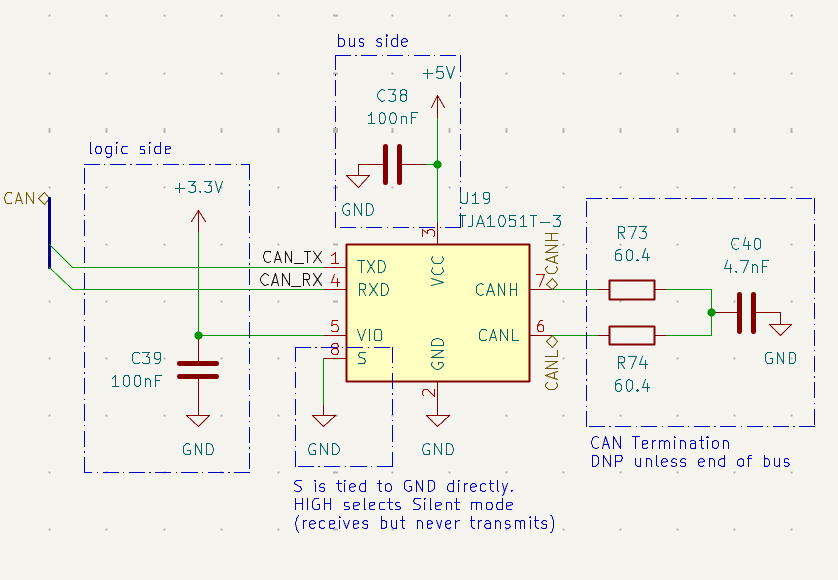 bus side
+5V
C38
100nF
GND
logic side
+3.3V
CAN
U19
TJA1051T-3
CAN_TX 1 TXD
CAN_RX 4 RXD
3 VCC
5 VIO
8 S
2 GND
CANH 7
CANL 6
CANH
CANL
C39
100nF
GND
GND
GND
R73
60.4
C40
4.7nF
R74
60.4
GND
CAN Termination
DNP unless end of bus
S is tied to GND directly.
HIGH selects Silent mode
(receives but never transmits)